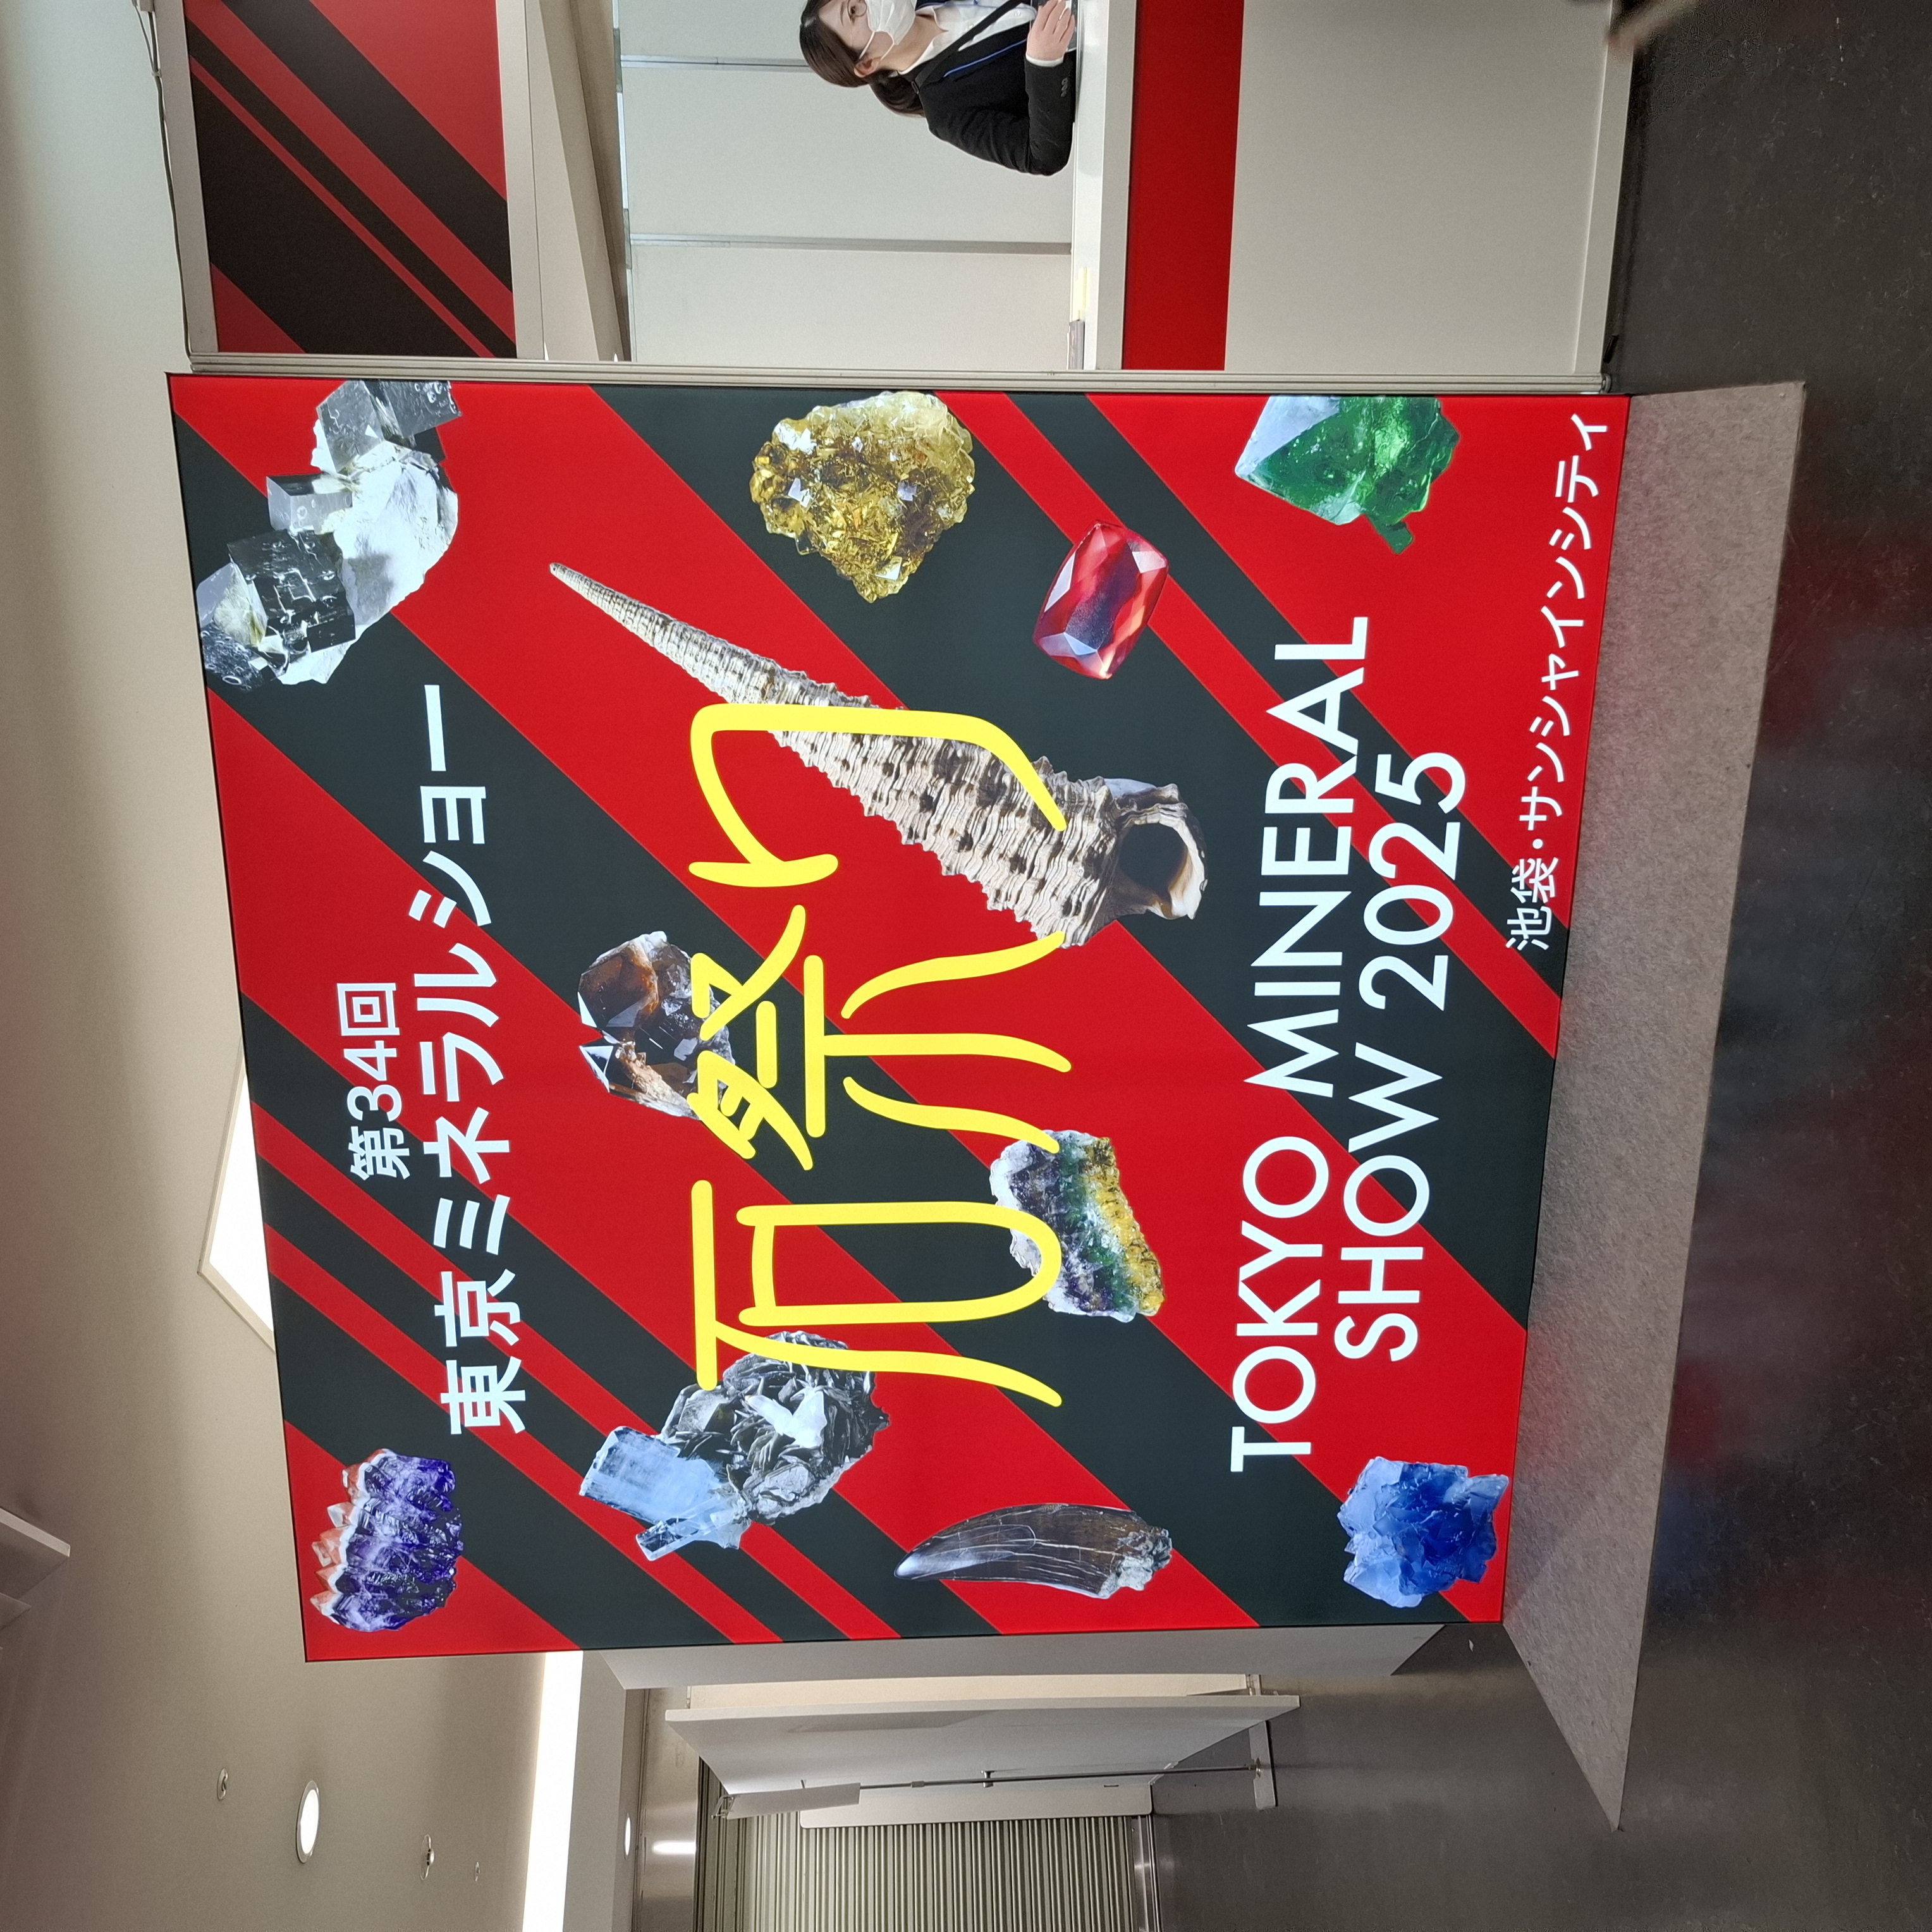 第34回
東京ミネラルショー
石祭り
TOKYO MINERAL
SHOW 2025
池袋・サンシャインシティ